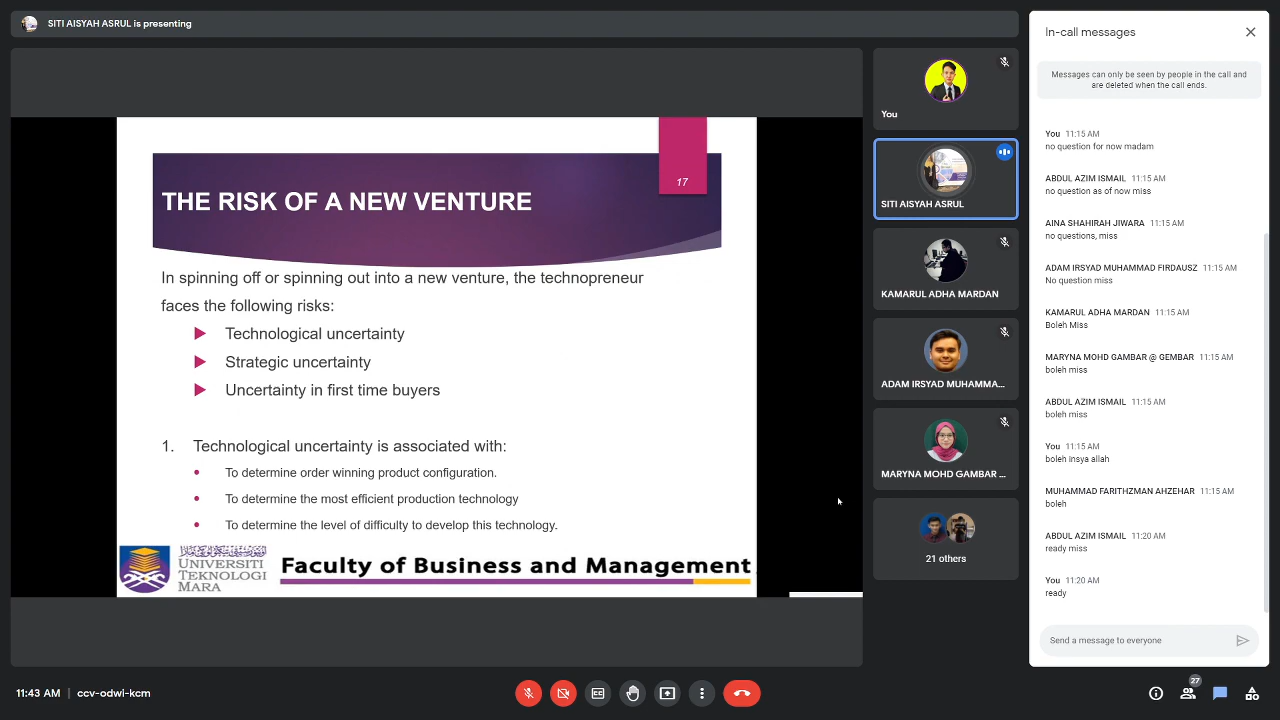 SITI AISYAH ASRUL is presenting
17
THE RISK OF A NEW VENTURE
In spinning off or spinning out into a new venture, the technopreneur
faces the following risks:
Technological uncertainty
Strategic uncertainty
Uncertainty in first time buyers
1. Technological uncertainty is associated with:
To determine order winning product configuration.
To determine the most efficient production technology
To determine the level of difficulty to develop this technology.
UNIVERSITI
TEKNOLOGI
MARA
Faculty of Business and Management
You
SITI AISYAH ASRUL
KAMARUL ADHA MARDAN
ADAM IRSYAD MUHAMMA...
MARYNA MOHD GAMBAR ...
21 others
In-call messages
Messages can only be seen by people in the call and
are deleted when the call ends.
You 11:15 AM
no question for now madam
ABDUL AZIM ISMAIL 11:15 AM
no question as of now miss
AINA SHAHIRAH JIWARA 11:15 AM
no questions, miss
ADAM IRSYAD MUHAMMAD FIRDAUSZ 11:15 AM
No question miss
KAMARUL ADHA MARDAN 11:15 AM
Boleh Miss
MARYNA MOHD GAMBAR @ GEMBAR 11:15 AM
boleh miss
ABDUL AZIM ISMAIL 11:15 AM
boleh miss
You 11:15 AM
boleh insya allah
MUHAMMAD FARITHZMAN AHZEHAR 11:15 AM
boleh
ABDUL AZIM ISMAIL 11:20 AM
ready miss
You 11:20 AM
ready
Send a message to everyone
11:43 AM | ccv-odwi-kcm
27